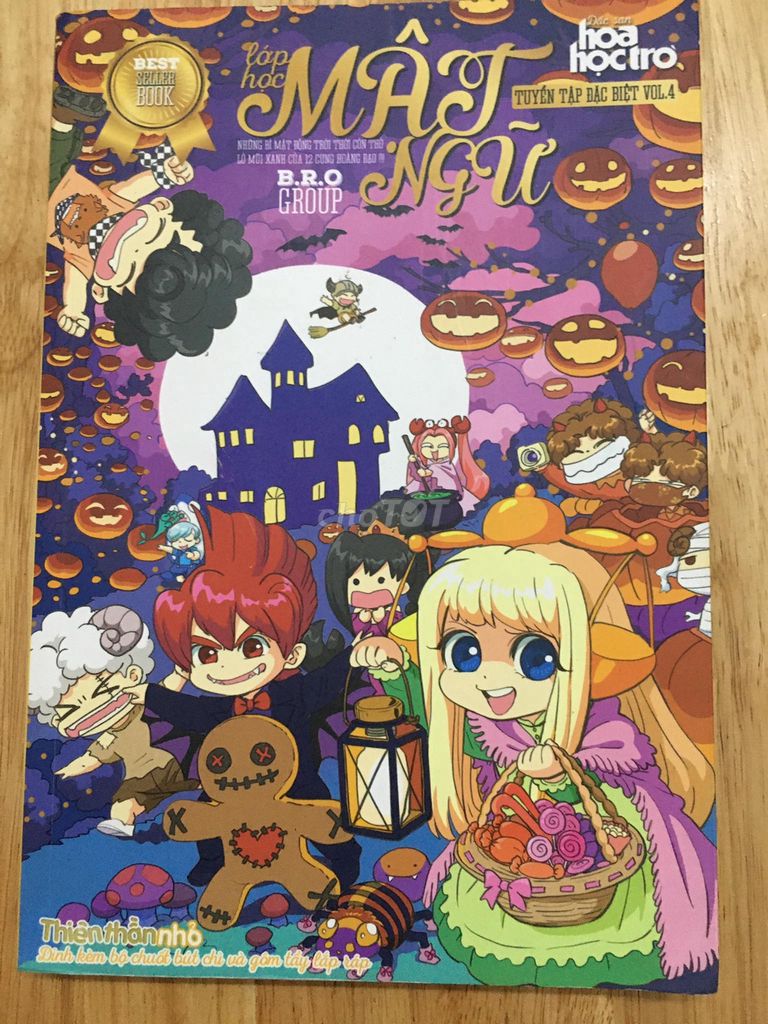 BEST
SELLER
BOOK
lớp học
MẬT NGỮ
Đặc san
hoa
học trò
TUYỂN TẬP ĐẶC BIỆT VOL.4
NHỮNG BÍ MẬT ĐỘNG TRỜI THỜI CÒN THÒ
LÒ MŨI XANH CỦA 12 CUNG HOÀNG ĐẠO !!!
B.R.O
GROUP
chợTỐT
Thiên thần nhỏ
Đính kèm bộ chuốt bút chì và gôm tẩy lắp ráp